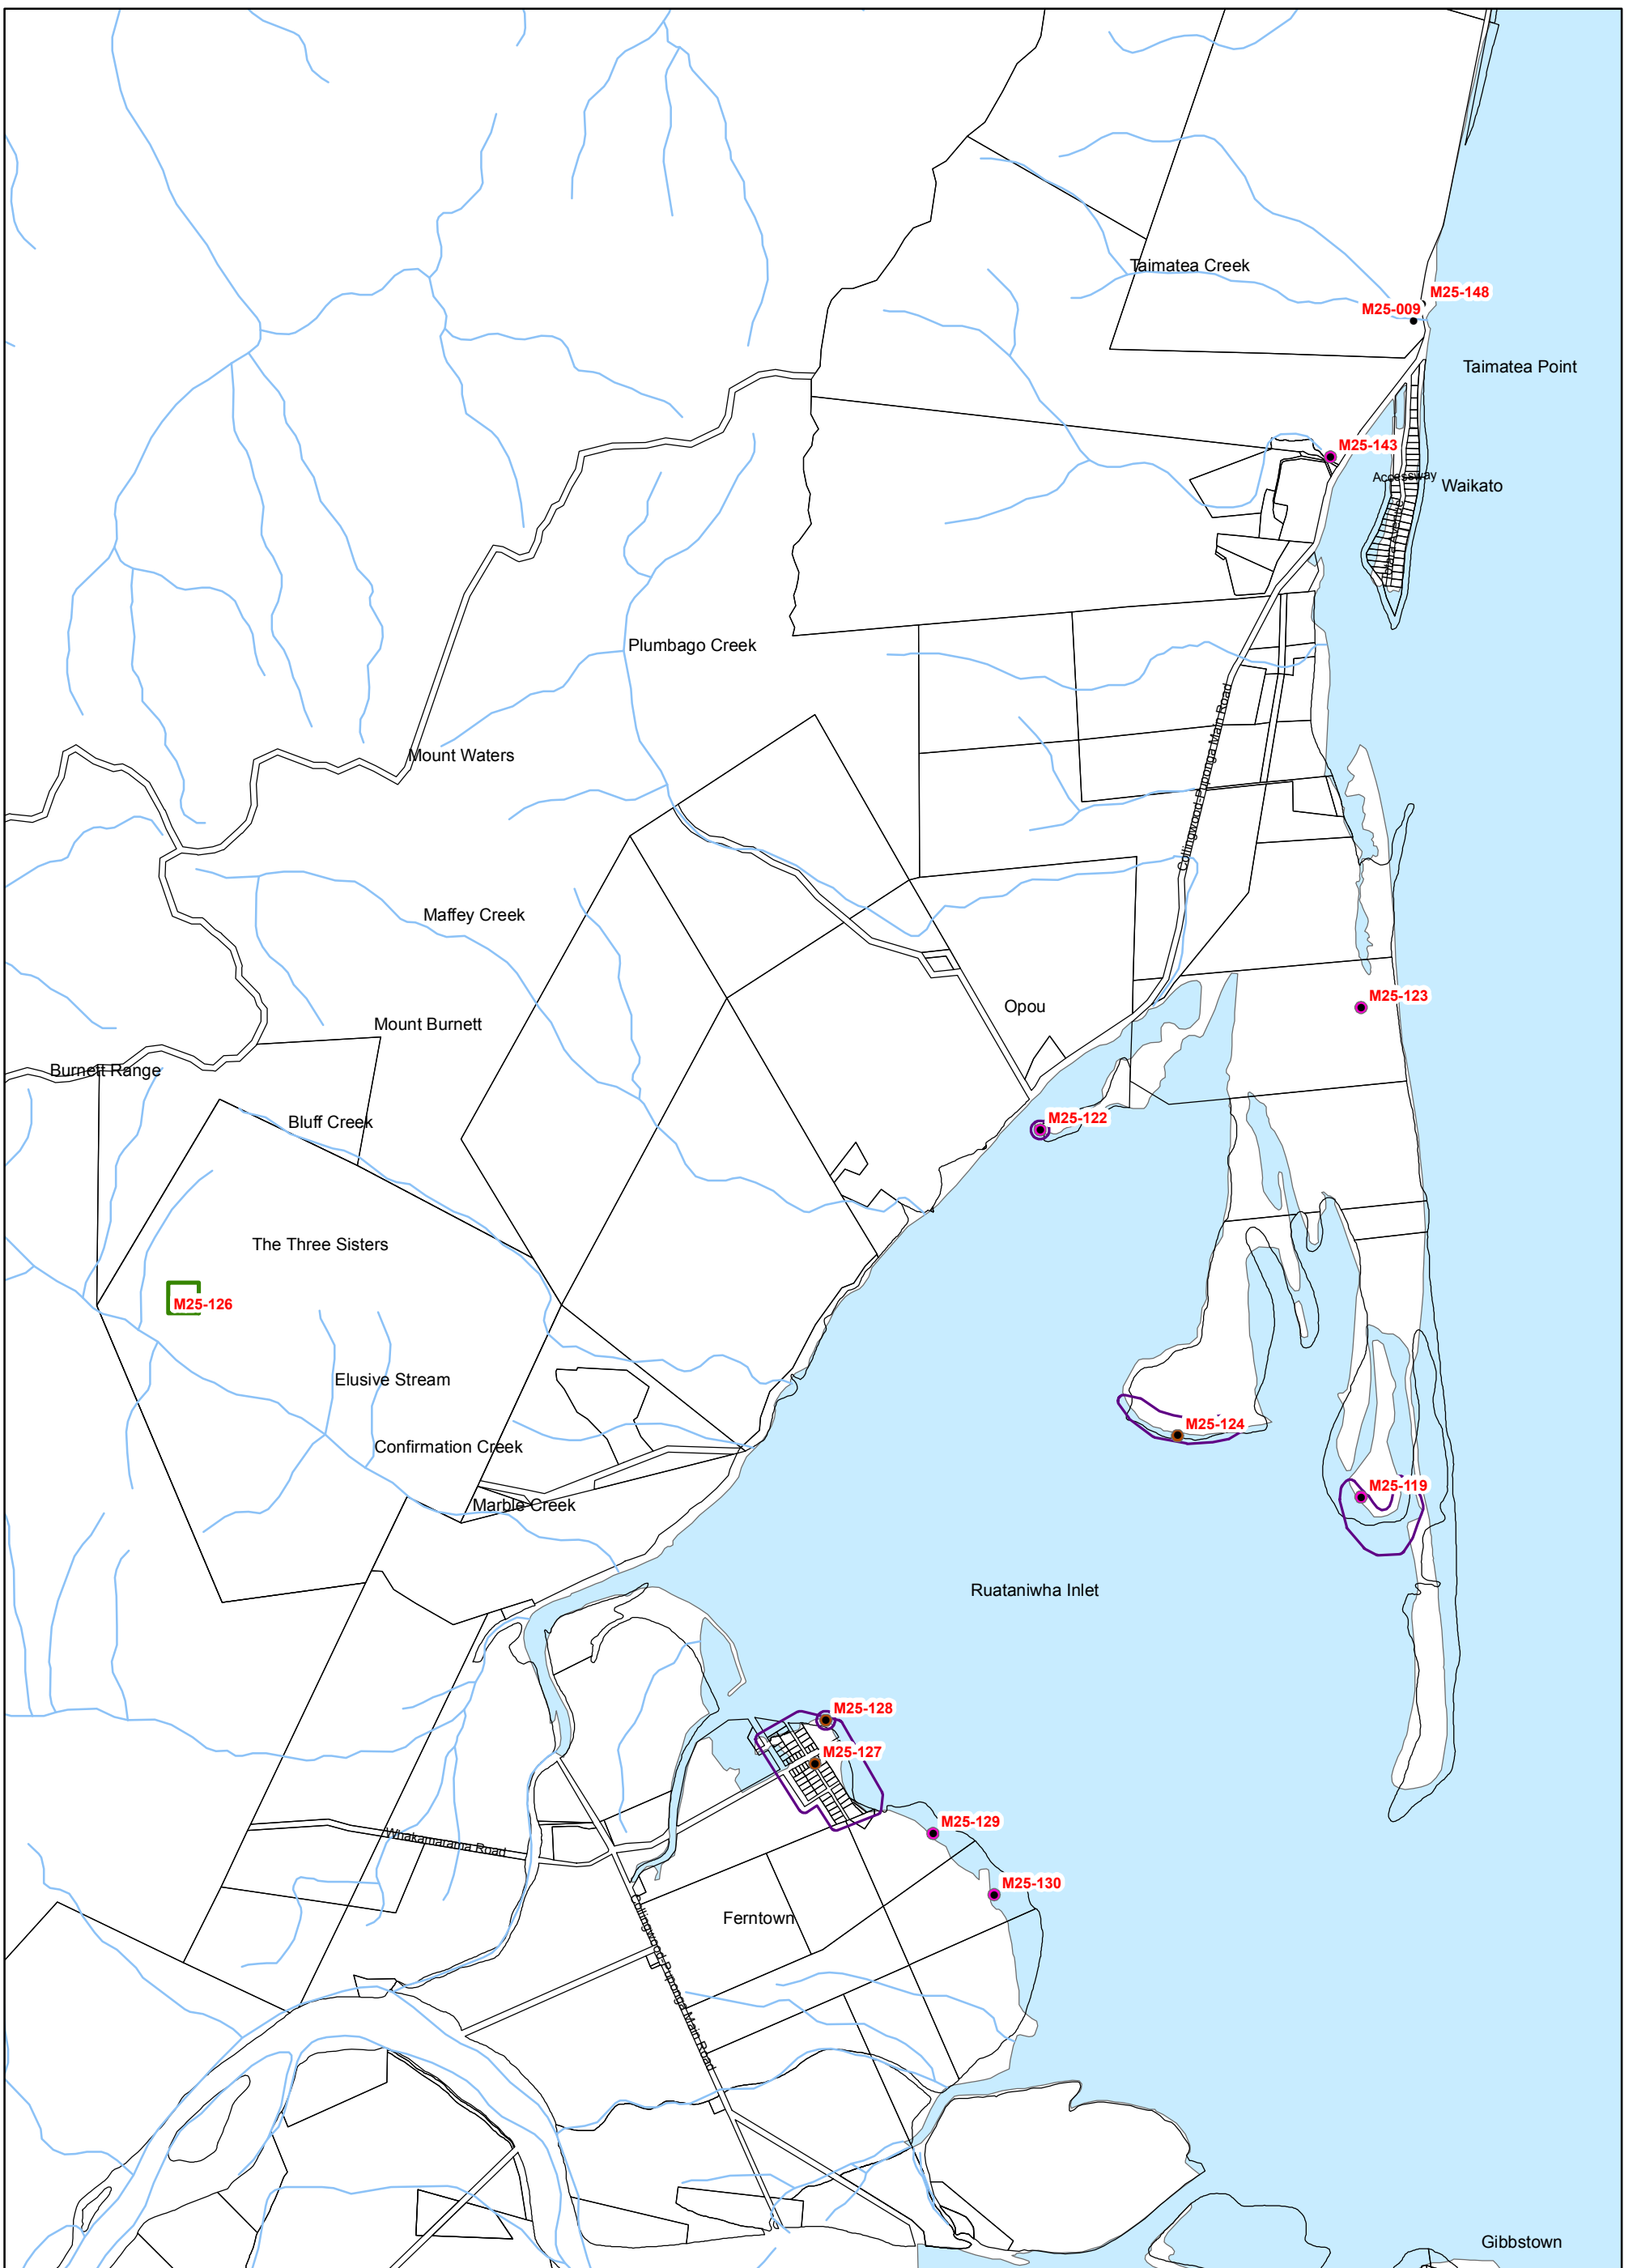 Taimatea Creek
M25-148
M25-009
Taimatea Point
M25-143
Accessway
Waikato
Plumbago Creek
Collingwood-Puponga Main Road
Mount Waters
Maffey Creek
M25-123
Opou
Mount Burnett
Burnett Range
M25-122
Bluff Creek
The Three Sisters
M25-126
Elusive Stream
M25-124
Confirmation Creek
M25-119
Marble Creek
Ruataniwha Inlet
M25-128
M25-127
M25-129
Whakamarama Road
M25-130
Ferntown
Collingwood-Puponga Main Road
Gibbstown